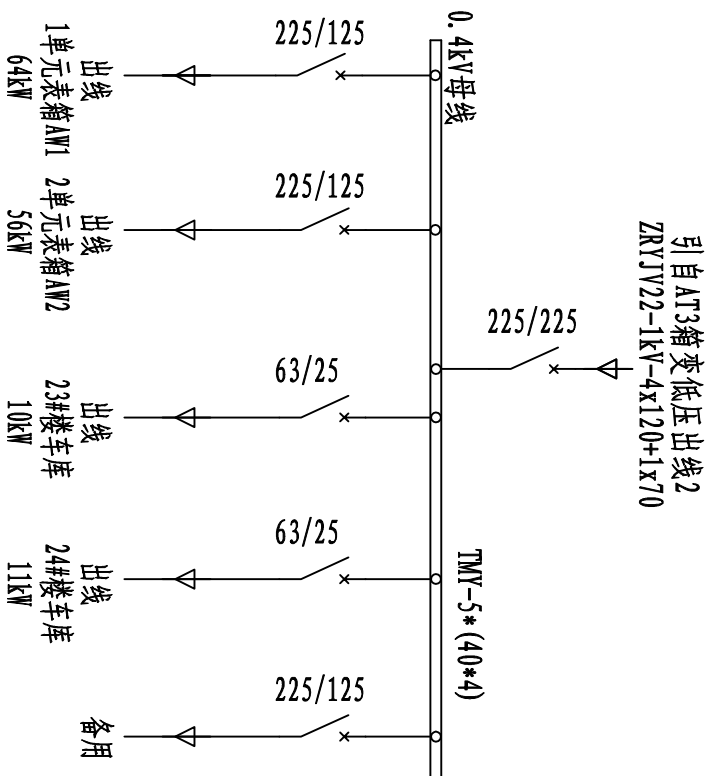 引自AT3箱变低压出线2
ZRYJV22-1kV-4x120+1x70
225/225
0.4kV母线
TMY-5*(40*4)
225/125
225/125
63/25
63/25
225/125
出线
1单元表箱AW1
64kW
出线
2单元表箱AW2
56kW
出线
23#楼车库
10kW
出线
24#楼车库
11kW
备用